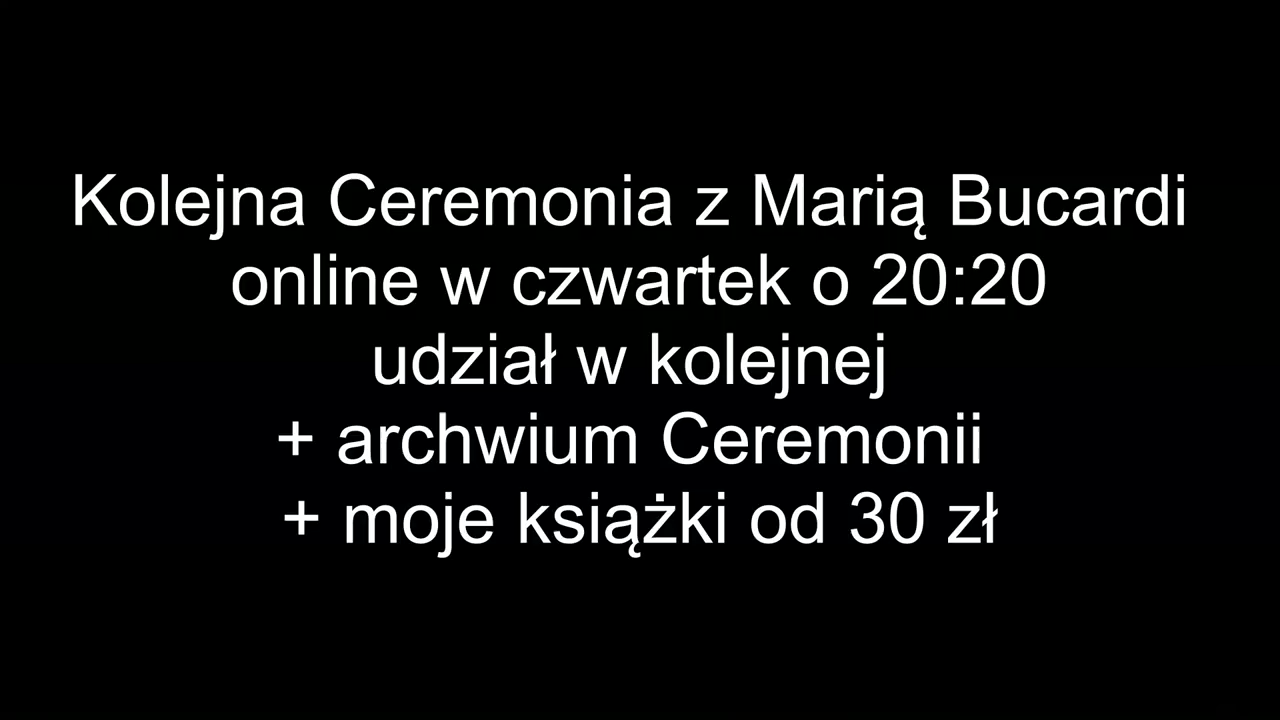 Kolejna Ceremonia z Marią Bucardi
online w czwartek o 20:20
udział w kolejnej
+ archwium Ceremonii
+ moje książki od 30 zł